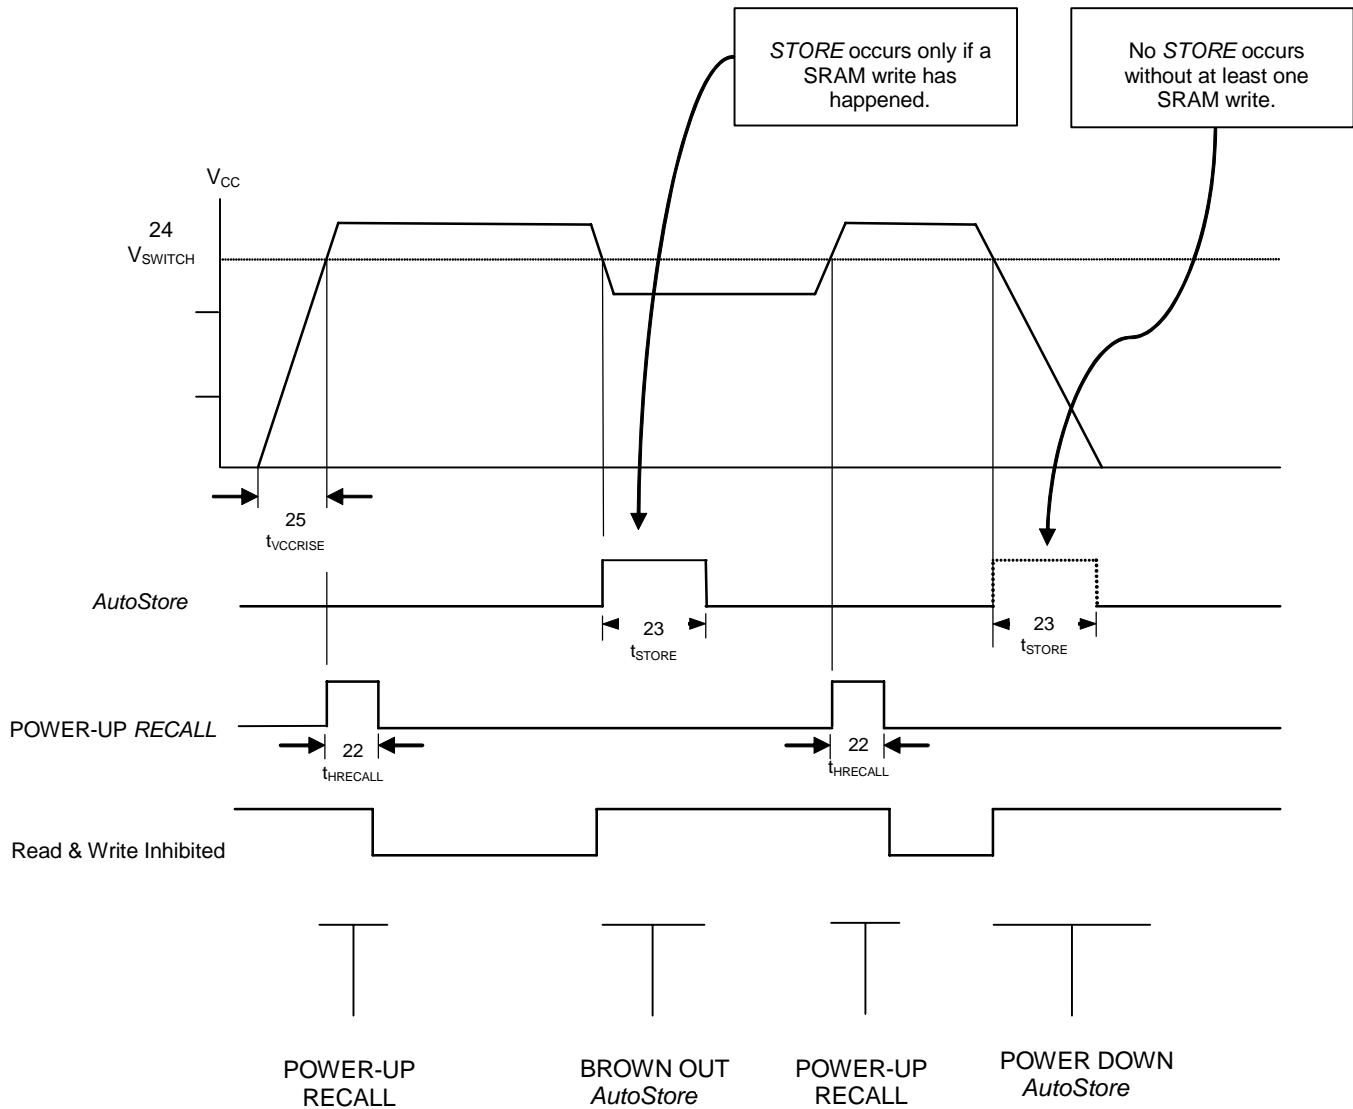 STORE occurs only if a
SRAM write has
happened.
No STORE occurs
without at least one
SRAM write.
VCC
24
VSWITCH
25
tVCCRISE
AutoStore
23
tSTORE
23
tSTORE
POWER-UP RECALL
22
tHRECALL
22
tHRECALL
Read & Write Inhibited
POWER-UP
RECALL
BROWN OUT
AutoStore
POWER-UP
RECALL
POWER DOWN
AutoStore